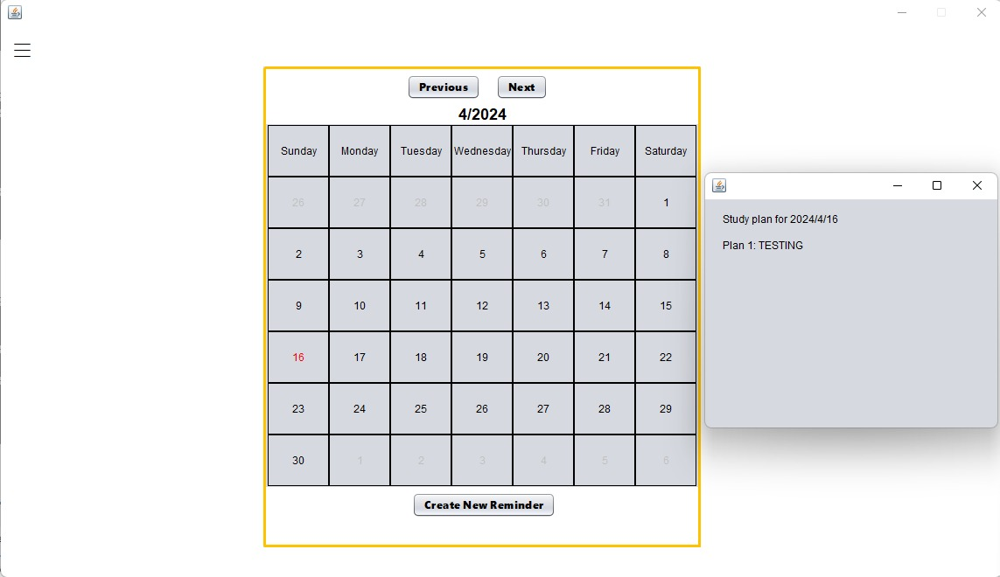 Previous Next
4/2024
Sunday Monday Tuesday Wednesday Thursday Friday Saturday
26 27 28 29 30 31 1
2 3 4 5 6 7 8
9 10 11 12 13 14 15
16 17 18 19 20 21 22
23 24 25 26 27 28 29
30 1 2 3 4 5 6
Create New Reminder
Study plan for 2024/4/16
Plan 1: TESTING